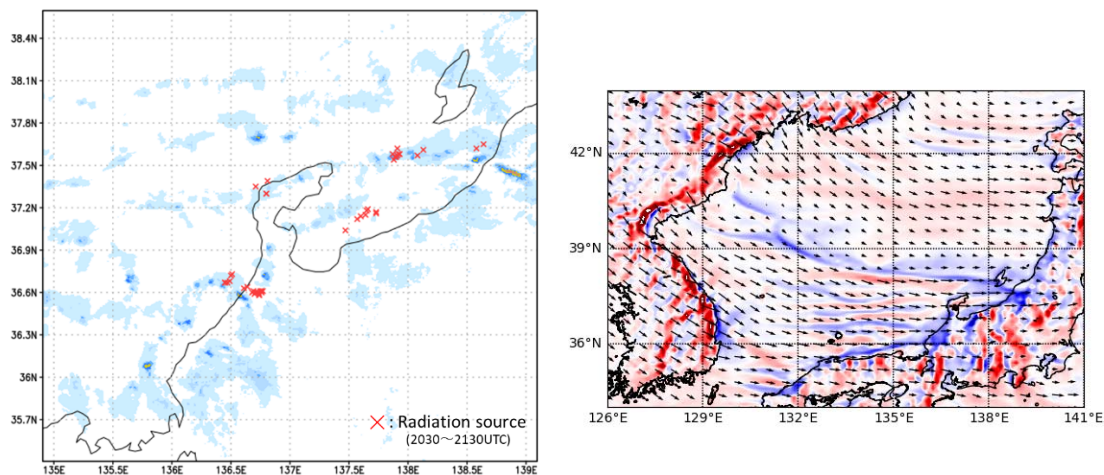 38.4N
38.1N
37.8N
37.5N
37.2N
36.9N
36.6N
36.3N
36N
35.7N
135E 135.5E 136E 136.5E 137E 137.5E 138E 138.5E 139E
×: Radiation source
(2030～2130UTC)
42°N
39°N
36°N
126°E 129°E 132°E 135°E 138°E 141°E